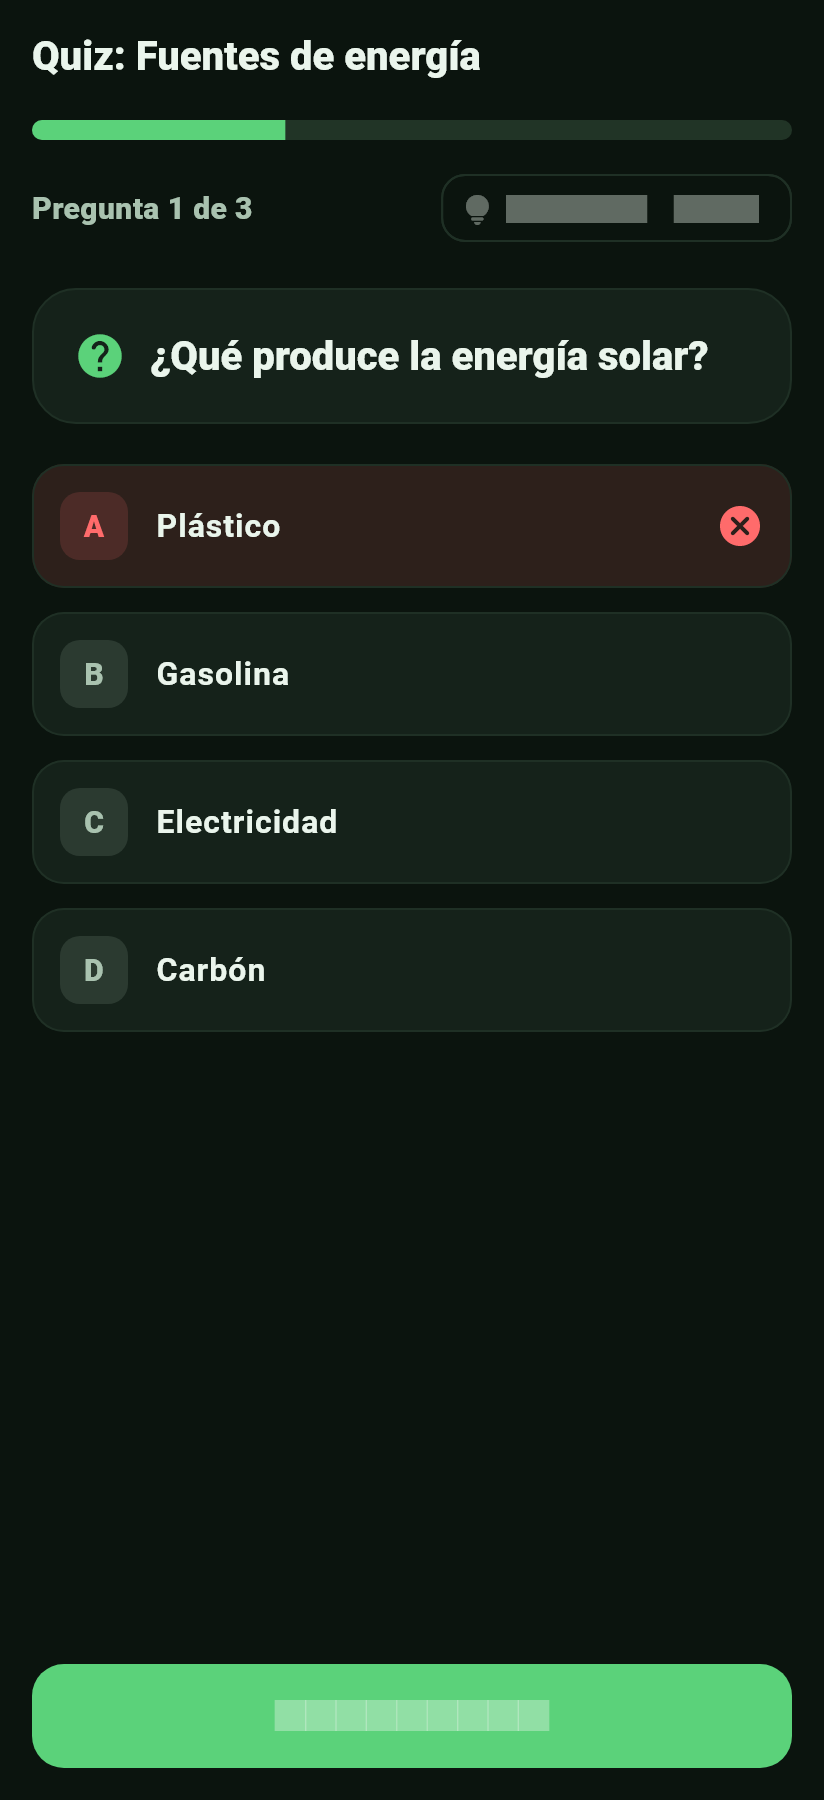 Quiz: Fuentes de energía
Pregunta 1 de 3
¿Qué produce la energía solar?
A Plástico
B Gasolina
C Electricidad
D Carbón